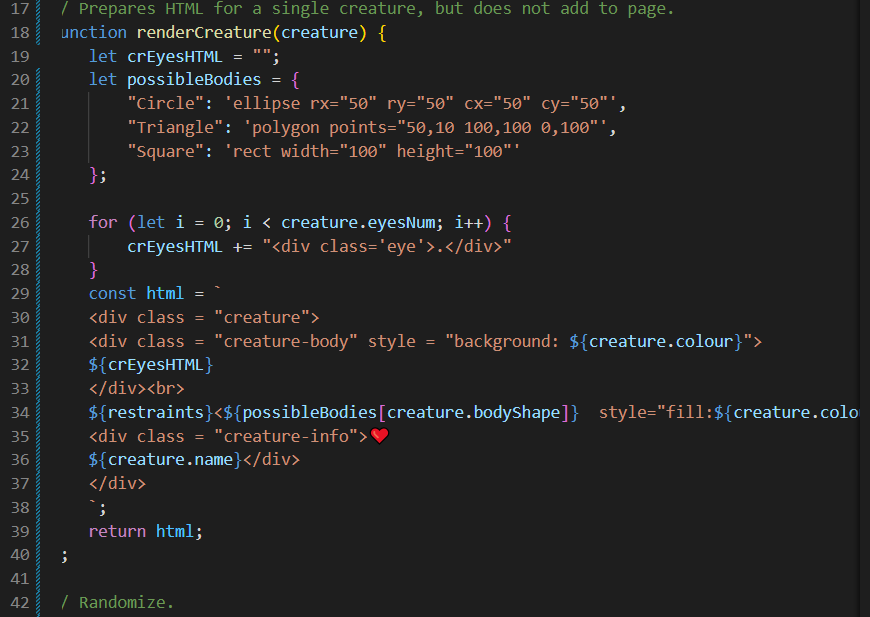 17 / Prepares HTML for a single creature, but does not add to page.
18 unction renderCreature(creature) {
19 let crEyesHTML = "";
20 let possibleBodies = {
21 "Circle": 'ellipse rx="50" ry="50" cx="50" cy="50"',
22 "Triangle": 'polygon points="50,10 100,100 0,100"',
23 "Square": 'rect width="100" height="100"'
24 };
25
26 for (let i = 0; i < creature.eyesNum; i++) {
27 crEyesHTML += "<div class='eye'>.</div>"
28 }
29 const html = `
30 <div class = "creature">
31 <div class = "creature-body" style = "background: ${creature.colour}">
32 ${crEyesHTML}
33 </div><br>
34 ${restraints}<${possibleBodies[creature.bodyShape]}  style="fill:${creature.colo
35 <div class = "creature-info">❤️
36 ${creature.name}</div>
37 </div>
38 `;
39 return html;
40 ;
41
42 / Randomize.